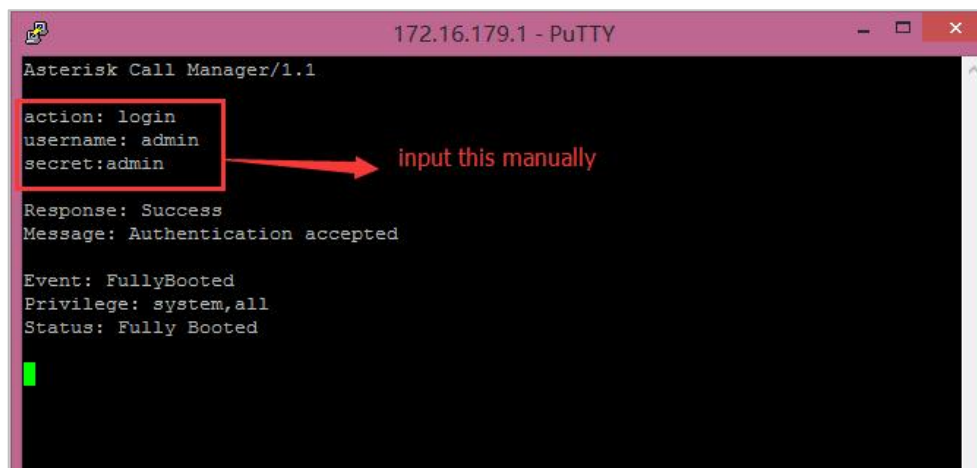 172.16.179.1 - PuTTY
Asterisk Call Manager/1.1
action: login
username: admin
secret:admin
input this manually
Response: Success
Message: Authentication accepted
Event: FullyBooted
Privilege: system,all
Status: Fully Booted